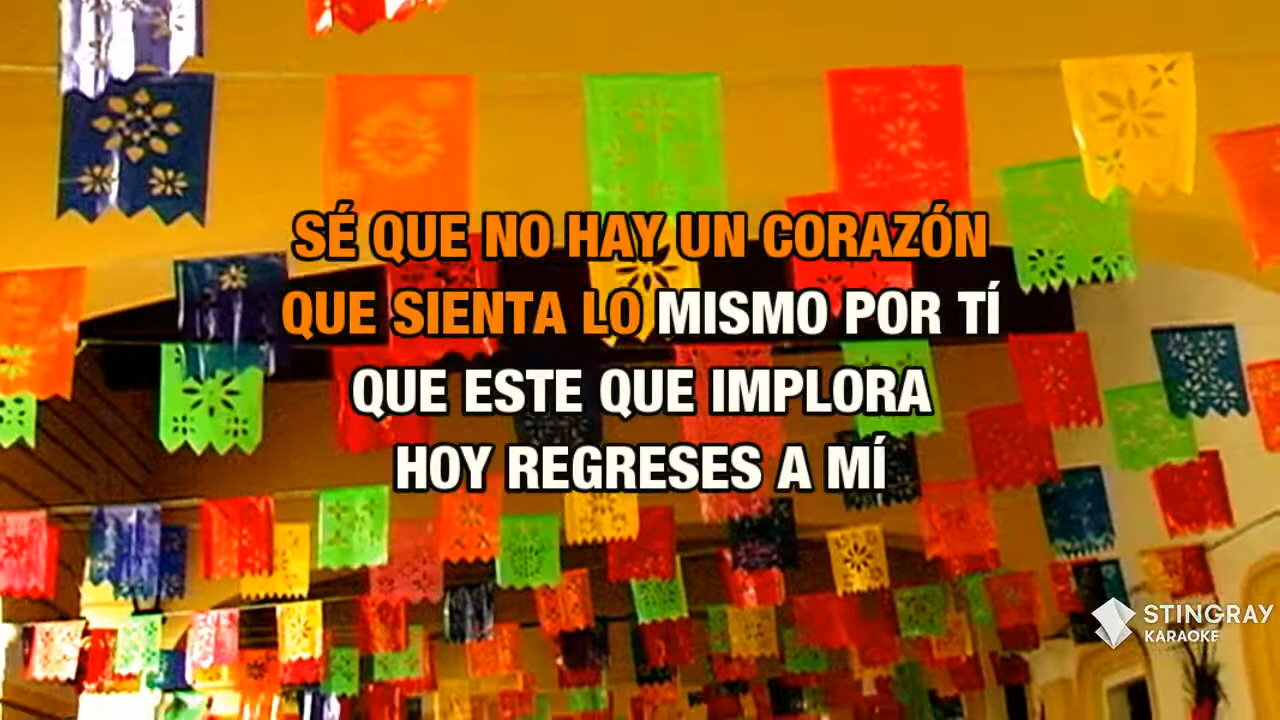 SÉ QUE NO HAY UN CORAZÓN
QUE SIENTA LO MISMO POR TÍ
QUE ESTE QUE IMPLORA
HOY REGRESES A MÍ
STINGRAY
KARAOKE